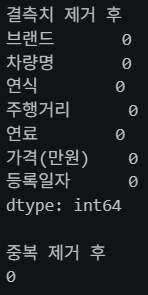 결측치 제거 후
브랜드 0
차량명 0
연식 0
주행거리 0
연료 0
가격(만원) 0
등록일자 0
dtype: int64
중복 제거 후
0